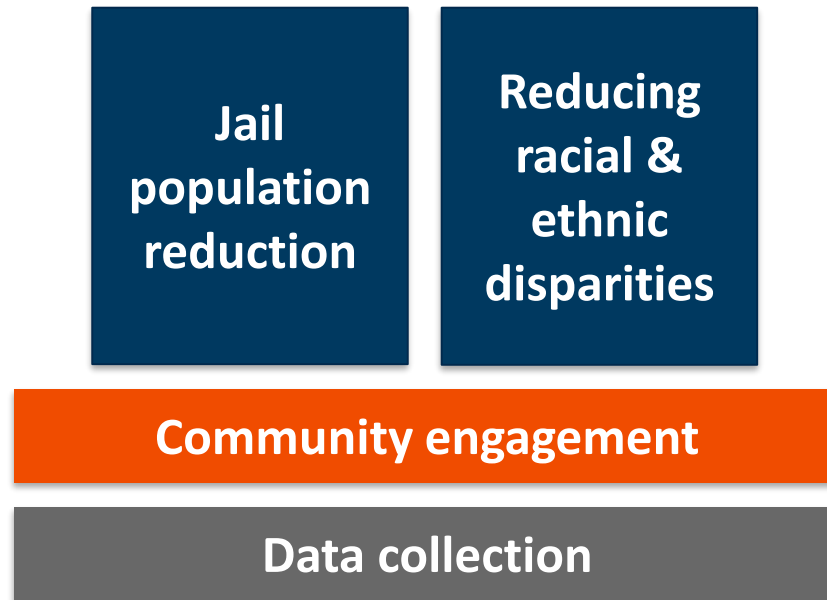 Jail
population
reduction
Reducing
racial &
ethnic
disparities
Community engagement
Data collection